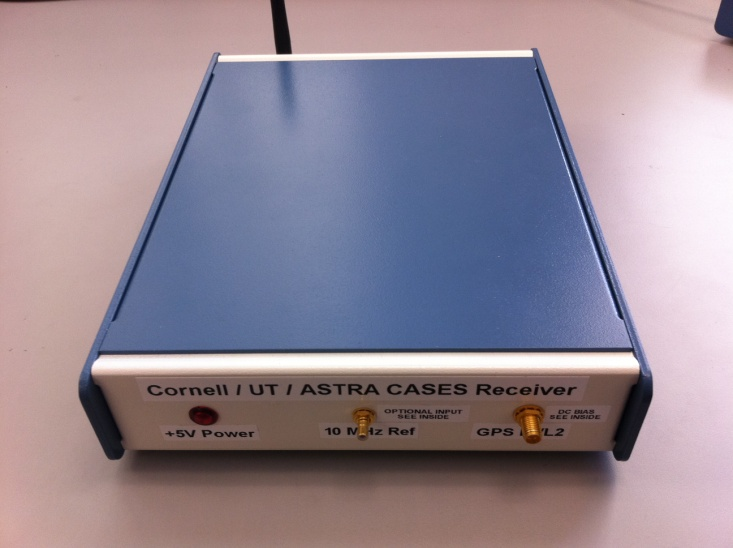 Cornell / UT / ASTRA CASES Receiver
OPTIONAL INPUT
SEE INSIDE
DC BIAS
SEE INSIDE
+5V Power
10 MHz Ref
GPS L2